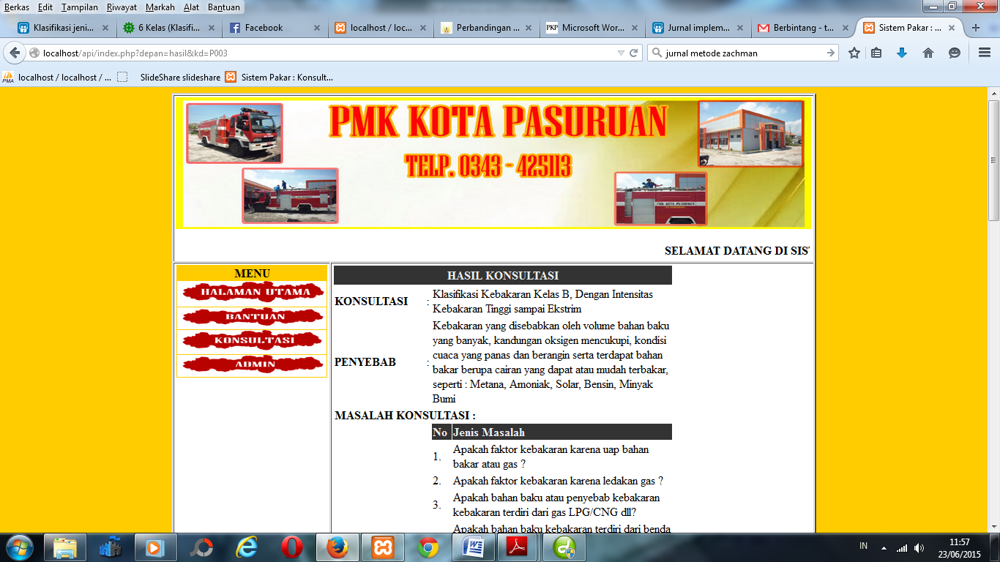 Berkas Edit Tampilan Riwayat Markah Alat Bantuan
Klasifikasi jeni... 6 Kelas (Klasifi... Facebook localhost / loc... Perbandingan ... PKP Microsoft Wor... Jurnal implem... Berbintang - t... Sistem Pakar : ...
localhost/api/index.php?depan=hasil&kd=P003 jurnal metode zachman
PMA localhost / localhost / ... SlideShare slideshare Sistem Pakar : Konsult...
PMK KOTA PASURUAN
TELP. 0343 - 425113
PMK KOTA PASURUAN
SELAMAT DATANG DI SIS
MENU
HALAMAN UTAMA
BANTUAN
KONSULTASI
ADMIN
HASIL KONSULTASI
KONSULTASI : Klasifikasi Kebakaran Kelas B, Dengan Intensitas
Kebakaran Tinggi sampai Ekstrim
PENYEBAB : Kebakaran yang disebabkan oleh volume bahan baku
yang banyak, kandungan oksigen mencukupi, kondisi
cuaca yang panas dan berangin serta terdapat bahan
bakar berupa cairan yang dapat atau mudah terbakar,
seperti : Metana, Amoniak, Solar, Bensin, Minyak
Bumi
MASALAH KONSULTASI :
No Jenis Masalah
1. Apakah faktor kebakaran karena uap bahan
bakar atau gas ?
2. Apakah faktor kebakaran karena ledakan gas ?
3. Apakah bahan baku atau penyebab kebakaran
kebakaran terdiri dari gas LPG/CNG dll?
Apakah bahan baku kebakaran terdiri dari benda
IN 11:57
23/06/2015